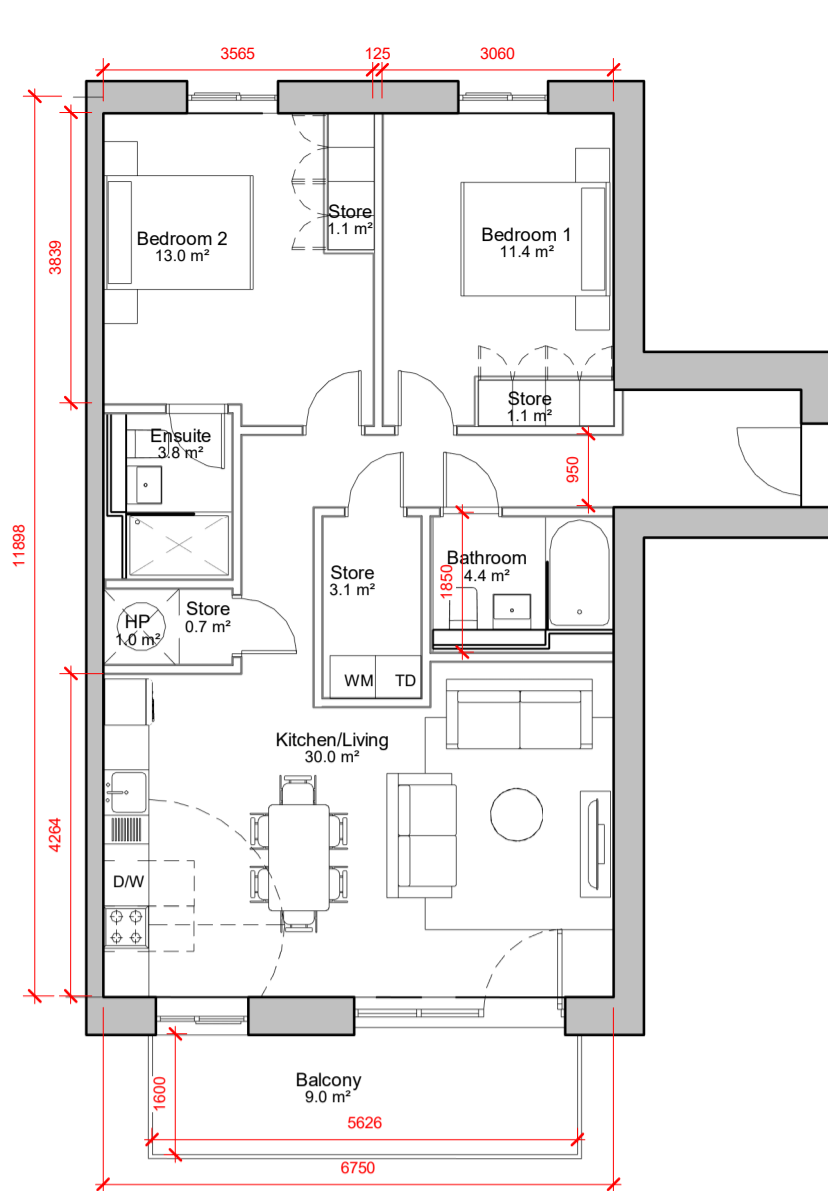 3565 125 3060
3839
11898
Bedroom 2
13.0 m²
Store
1.1 m²
Bedroom 1
11.4 m²
Store
1.1 m²
Ensuite
3.8 m²
950
1850
Bathroom
4.4 m²
Store
3.1 m²
Store
0.7 m²
HP
1.0 m²
WM TD
Kitchen/Living
30.0 m²
4264
D/W
Balcony
9.0 m²
1600
5626
6750